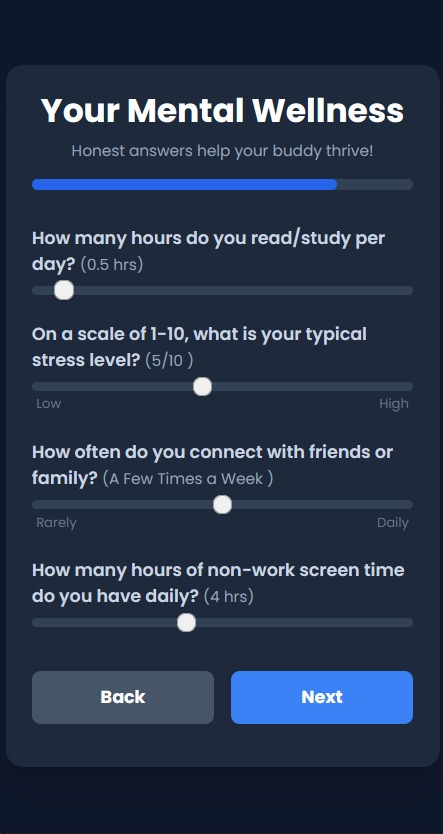 Your Mental Wellness
Honest answers help your buddy thrive!
How many hours do you read/study per
day? (0.5 hrs)
On a scale of 1-10, what is your typical
stress level? (5/10 )
Low High
How often do you connect with friends or
family? (A Few Times a Week )
Rarely Daily
How many hours of non-work screen time
do you have daily? (4 hrs)
Back Next